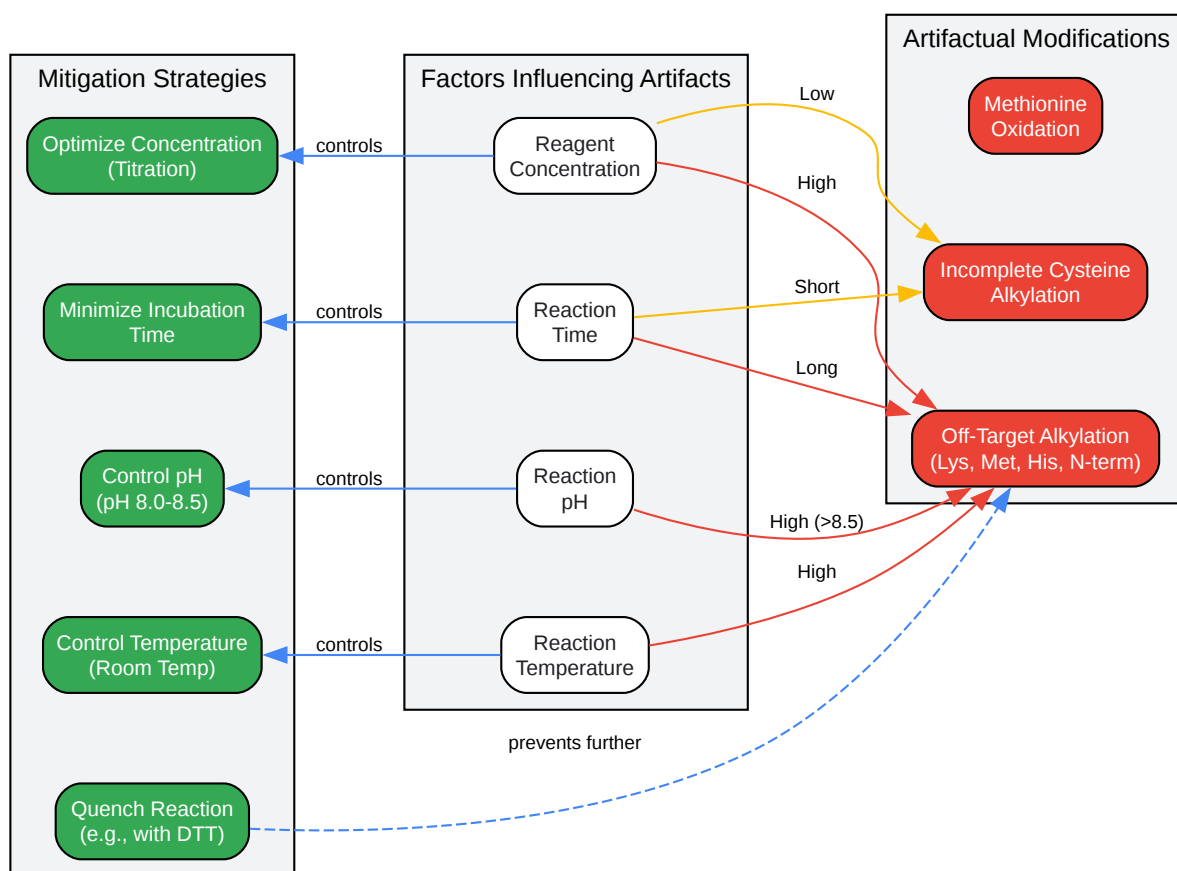 Mitigation Strategies
Optimize Concentration
(Titration)
Minimize Incubation
Time
Control pH
(pH 8.0-8.5)
Control Temperature
(Room Temp)
Quench Reaction
(e.g., with DTT)
controls
controls
controls
controls
Factors Influencing Artifacts
Reagent
Concentration
Reaction
Time
Reaction
pH
Reaction
Temperature
prevents further
Low
High
Short
Long
High (>8.5)
High
Artifactual Modifications
Methionine
Oxidation
Incomplete Cysteine
Alkylation
Off-Target Alkylation
(Lys, Met, His, N-term)